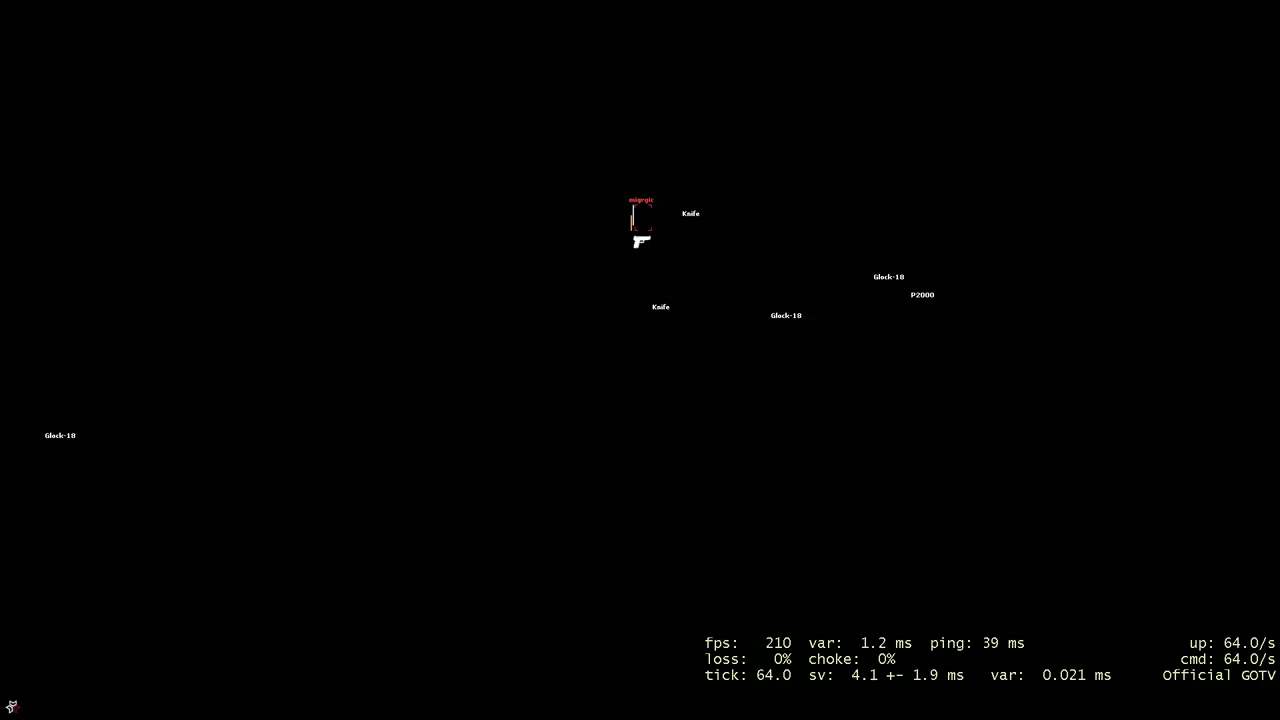 migrgic
Knife
Glock-18
P2000
Knife
Glock-18
Glock-18
fps: 210 var: 1.2 ms ping: 39 ms up: 64.0/s
loss: 0% choke: 0% cmd: 64.0/s
tick: 64.0 sv: 4.1 +- 1.9 ms var: 0.021 ms Official GOTV